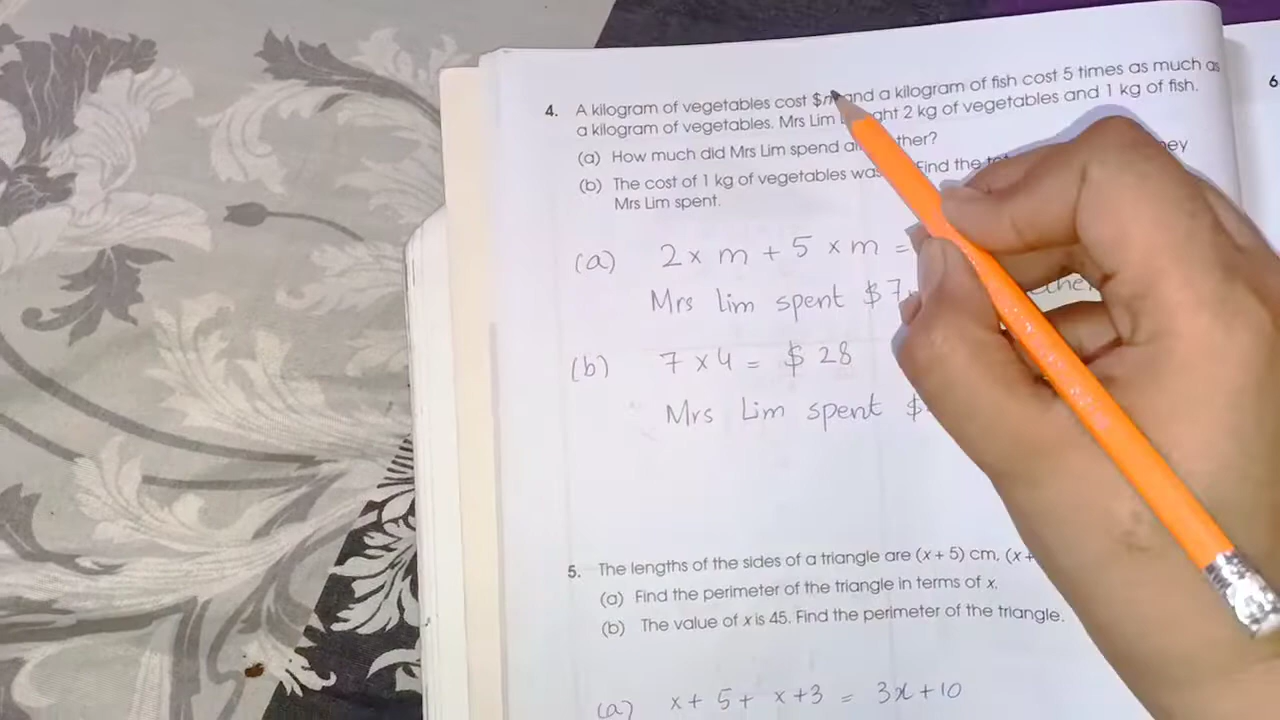 4. A kilogram of vegetables cost $m and a kilogram of fish cost 5 times as much as
a kilogram of vegetables. Mrs Lim 2 kg of vegetables and 1 kg of fish.
(a) How much did Mrs Lim spend
(b) The cost of 1 kg of vegetables was Find the
Mrs Lim spent.
6
(a) 2 x m + 5 x m =
Mrs lim spent $7
(b) 7 x 4 = $ 28
Mrs Lim spent $
5. The lengths of the sides of a triangle are (x + 5) cm, (x +
(a) Find the perimeter of the triangle in terms of x.
(b) The value of x is 45. Find the perimeter of the triangle.
(a) x + 5 + x + 3 = 3x + 10